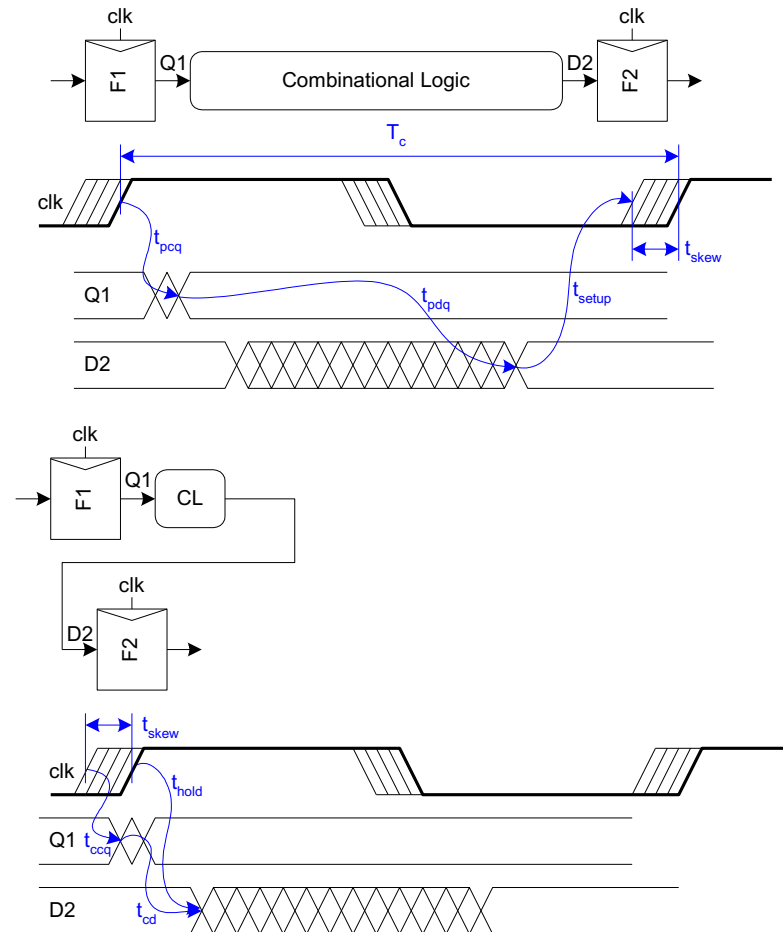 clk
clk
F1
Q1
Combinational Logic
D2
F2
Tc
clk
tpcq
tskew
Q1
tpdq
tsetup
D2
clk
F1
Q1
CL
clk
D2
F2
tskew
clk
thold
Q1
tccq
D2
tcd